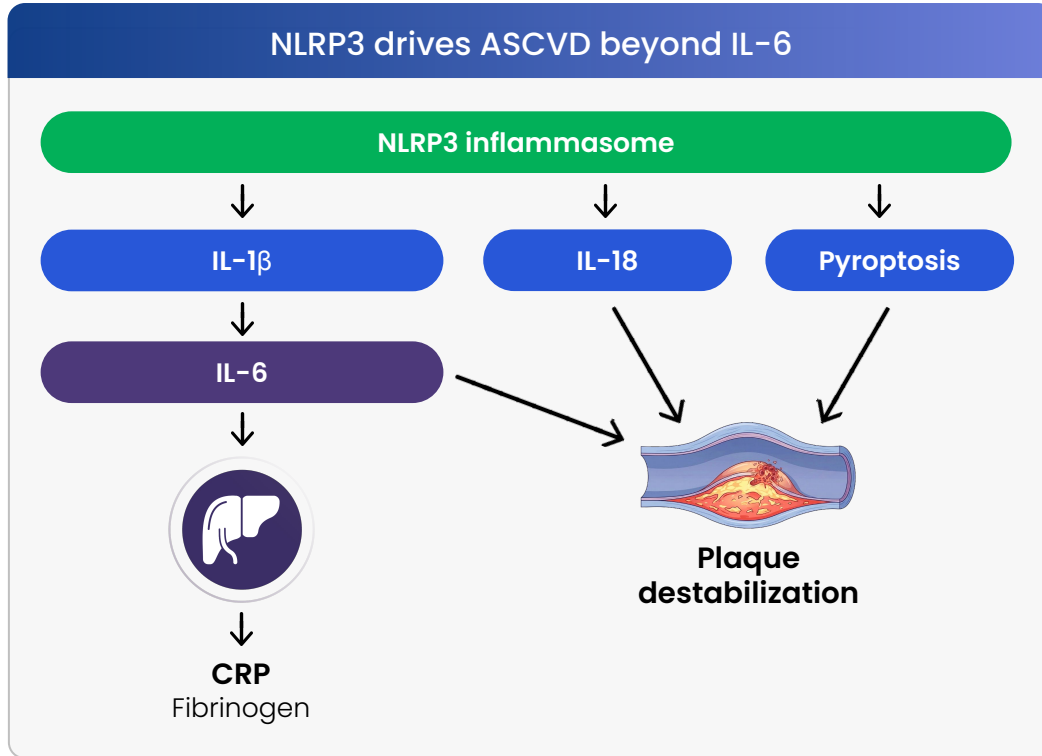 NLRP3 drives ASCVD beyond IL-6
NLRP3 inflammasome
IL-1β
IL-18
Pyroptosis
IL-6
Plaque
destabilization
CRP
Fibrinogen